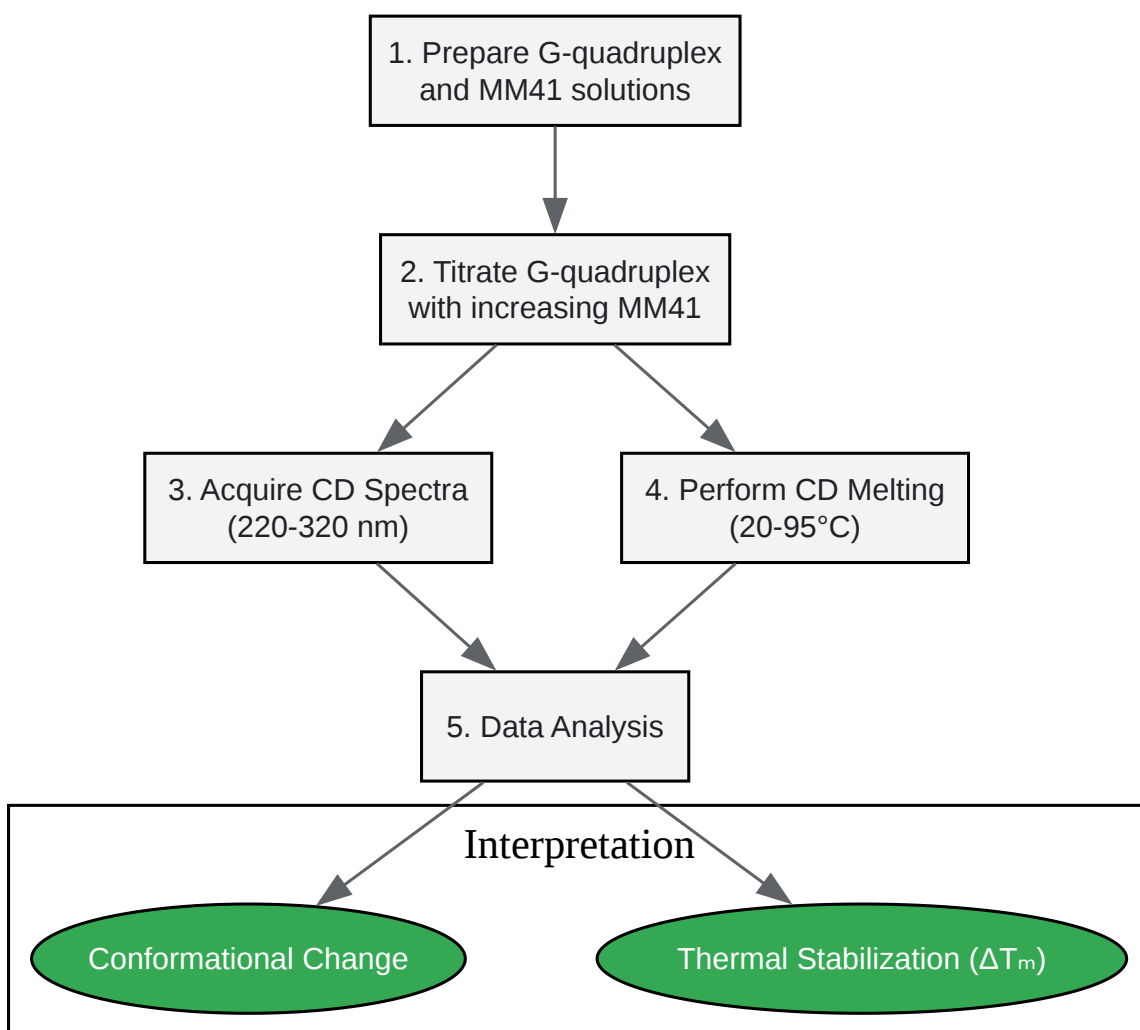 1. Prepare G-quadruplex
and MM41 solutions
2. Titrate G-quadruplex
with increasing MM41
3. Acquire CD Spectra
(220-320 nm)
4. Perform CD Melting
(20-95°C)
5. Data Analysis
Interpretation
Conformational Change
Thermal Stabilization (ΔTₘ)